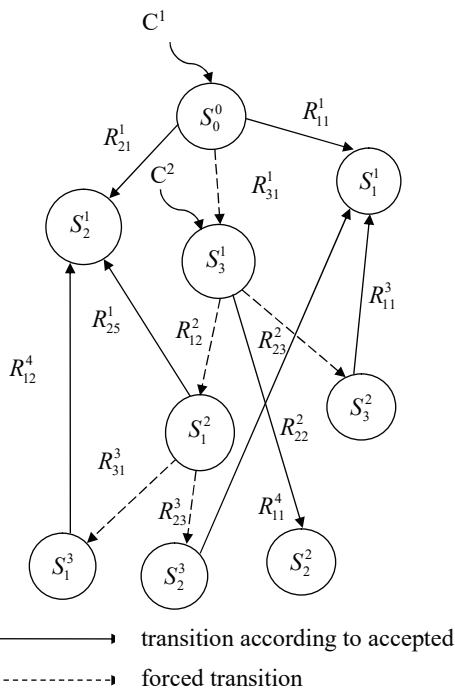 C¹
S₀⁰
R₁₁¹
R₂₁¹
C²
R₃₁¹
S₁¹
S₂¹
S₃¹
R₂₅¹
R₁₂²
R₂₃²
R₁₁³
R₁₂⁴
S₁²
R₂₂²
S₃²
R₃₁³
R₂₃³
R₁₁⁴
S₁³
S₂³
S₂²
transition according to accepted
forced transition